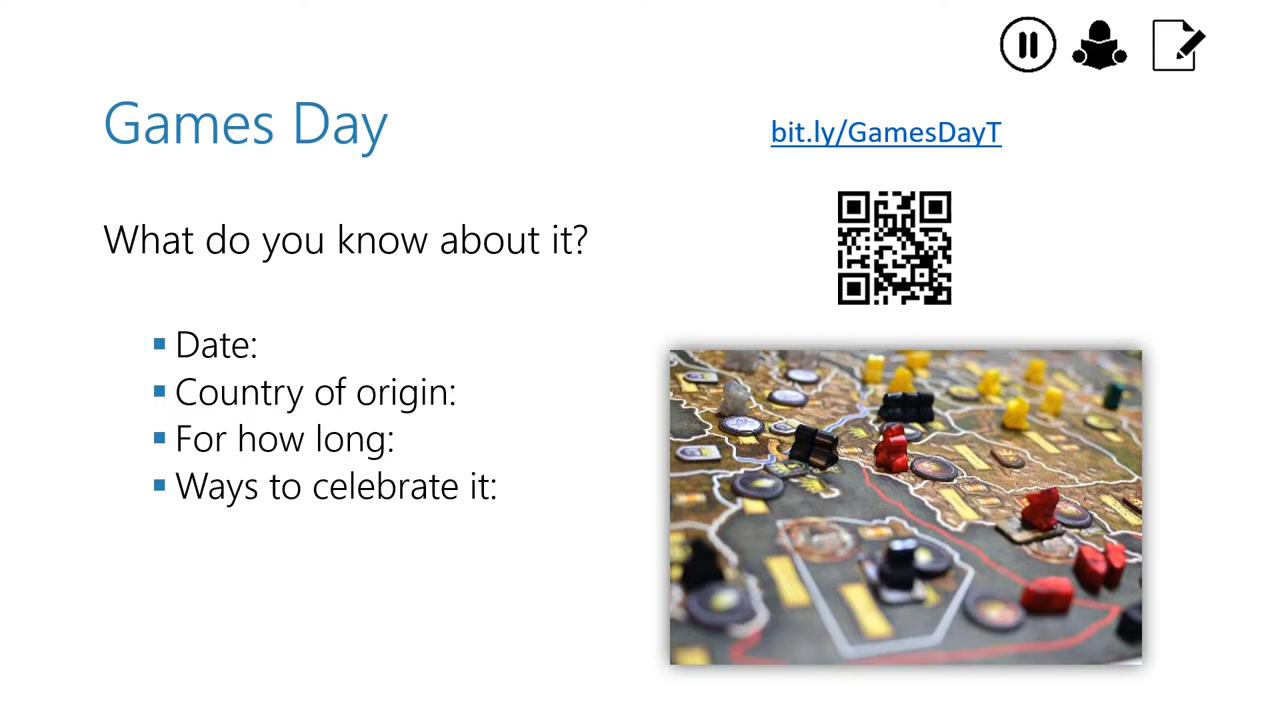 Games Day
bit.ly/GamesDayT
What do you know about it?
Date:
Country of origin:
For how long:
Ways to celebrate it: